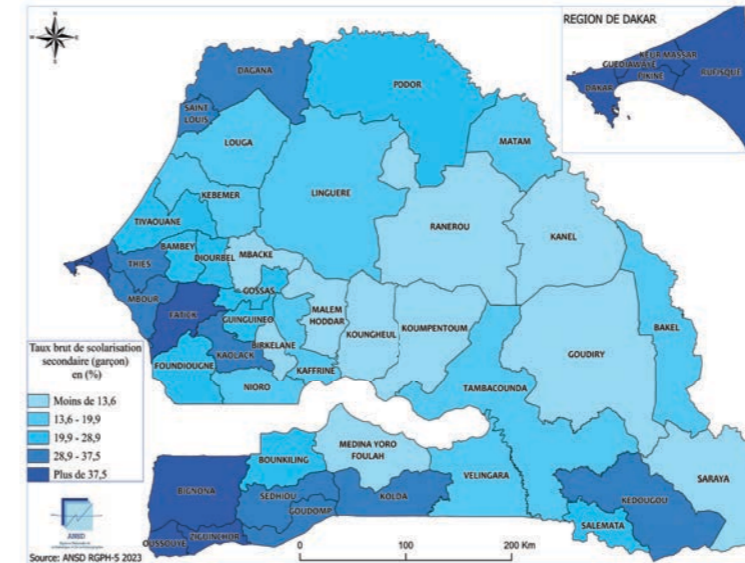 REGION DE DAKAR
KEUR MASSAR
GUEDIAWAYE
PIKINE
RUFISQUE
DAKAR
DAGANA
PODOR
SAINT
LOUIS
LOUGA
MATAM
LINGUERE
KEBEMER
TIVAOUANE
RANEROU
KANEL
BAMBEY
THIES
DIOURBEL
MBACKE
MBOUR
GOSSAS
FATICK
MALEM
HODDAR
GUINGUINEO
KOUNGHEUL
KOUMPENTOUM
BAKEL
BIRKELANE
GOUDIRY
KAOLACK
FOUNDIOUGNE
KAFFRINE
TAMBACOUNDA
NIORO
Taux brut de scolarisation
secondaire (garçon)
en (%)
Moins de 13,6
13,6 - 19,9
19,9 - 28,9
28,9 - 37,5
Plus de 37,5
MEDINA YORO
FOULAH
BOUNKILING
VELINGARA
SARAYA
BIGNONA
SEDHIOU
KOLDA
KEDOUGOU
GOUDOMP
SALEMATA
OUSSOUYE
ZIGUINCHOR
ANSD
Source: ANSD RGPH-5 2023
0 100 200 Km